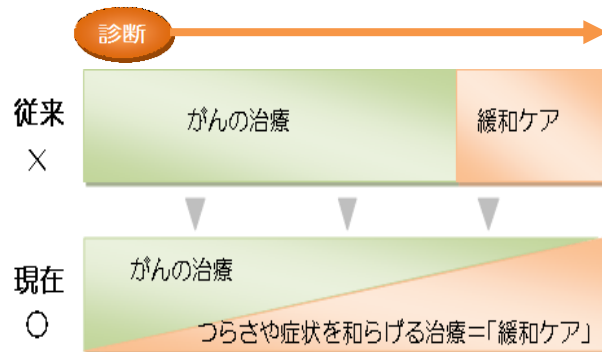 診断
従来
×
がんの治療
緩和ケア
現在
○
がんの治療
つらさや症状を和らげる治療=「緩和ケア」